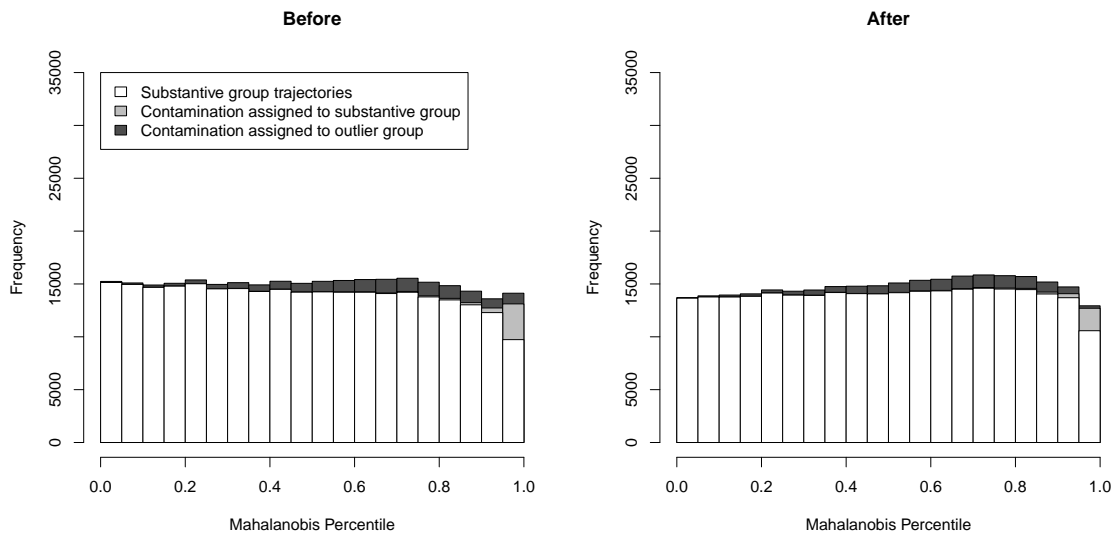 Before
Frequency
0
5000
15000
25000
35000
Substantive group trajectories
Contamination assigned to substantive group
Contamination assigned to outlier group
0.0 0.2 0.4 0.6 0.8 1.0
Mahalanobis Percentile
After
Frequency
0
5000
15000
25000
35000
0.0 0.2 0.4 0.6 0.8 1.0
Mahalanobis Percentile